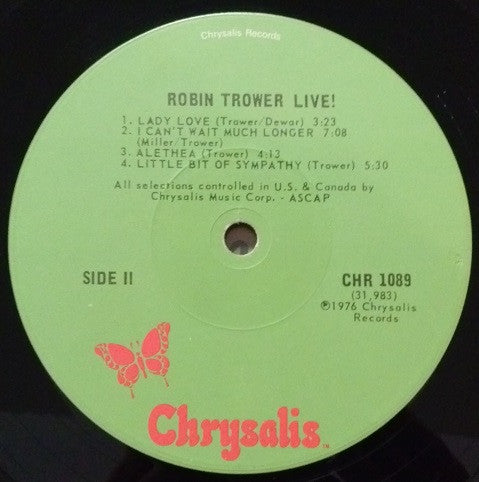 Chrysalis Records
ROBIN TROWER LIVE!
1. LADY LOVE (Trower/Dewar) 3:23
2. I CAN'T WAIT MUCH LONGER 7:08
(Miller/Trower)
3. ALETHEA (Trower) 4:13
4. LITTLE BIT OF SYMPATHY (Trower) 5:30
All selections controlled in U.S. & Canada by
Chrysalis Music Corp. - ASCAP
SIDE II
CHR 1089
(31,983)
℗1976 Chrysalis
Records
Chrysalis™